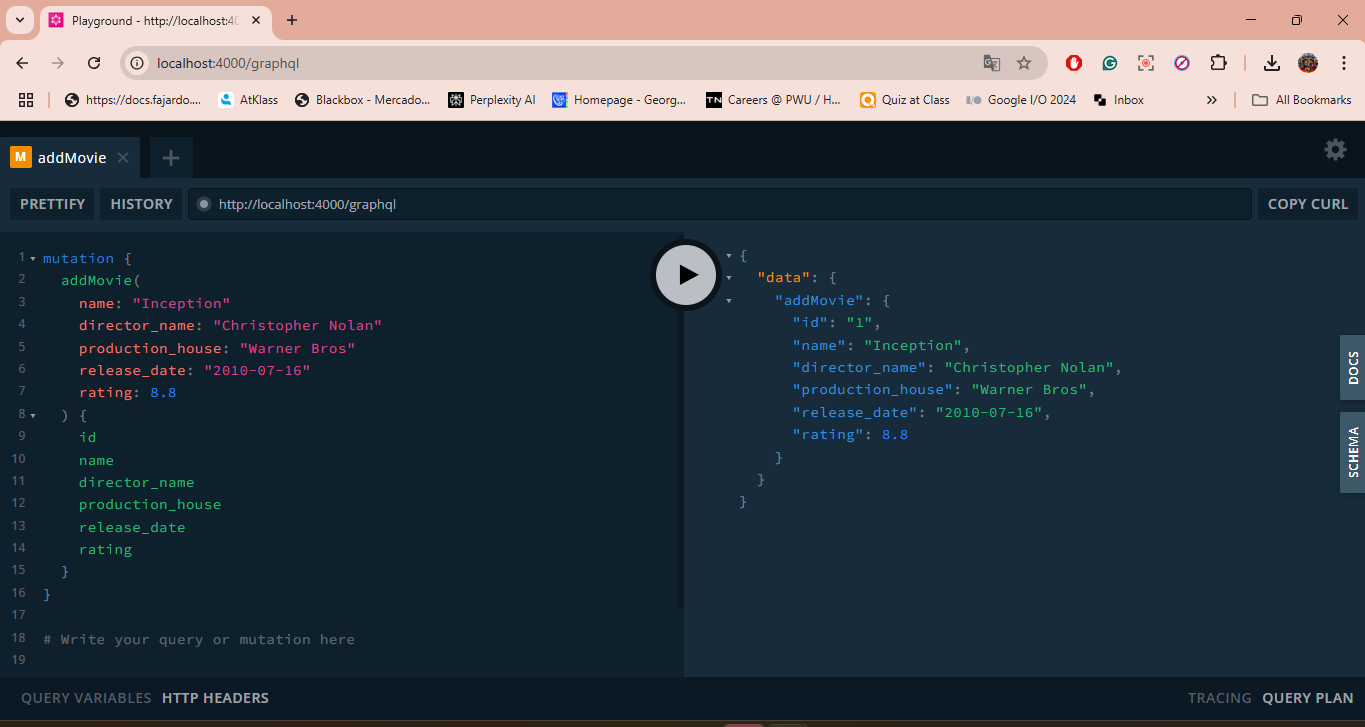 Playground - http://localhost:40
localhost:4000/graphql
https://docs.fajardo.... AtKlass Blackbox - Mercado... Perplexity AI Homepage - Georg... TN Careers @ PWU / H... Quiz at Class I/O Google I/O 2024 Inbox » All Bookmarks
M addMovie
PRETTIFY HISTORY http://localhost:4000/graphql COPY CURL
1 mutation {
2 addMovie(
3 name: "Inception"
4 director_name: "Christopher Nolan"
5 production_house: "Warner Bros"
6 release_date: "2010-07-16"
7 rating: 8.8
8 ) {
9 id
10 name
11 director_name
12 production_house
13 release_date
14 rating
15 }
16 }
17
18 # Write your query or mutation here
19
{
"data": {
"addMovie": {
"id": "1",
"name": "Inception",
"director_name": "Christopher Nolan",
"production_house": "Warner Bros",
"release_date": "2010-07-16",
"rating": 8.8
}
}
}
DOCS
SCHEMA
QUERY VARIABLES HTTP HEADERS TRACING QUERY PLAN